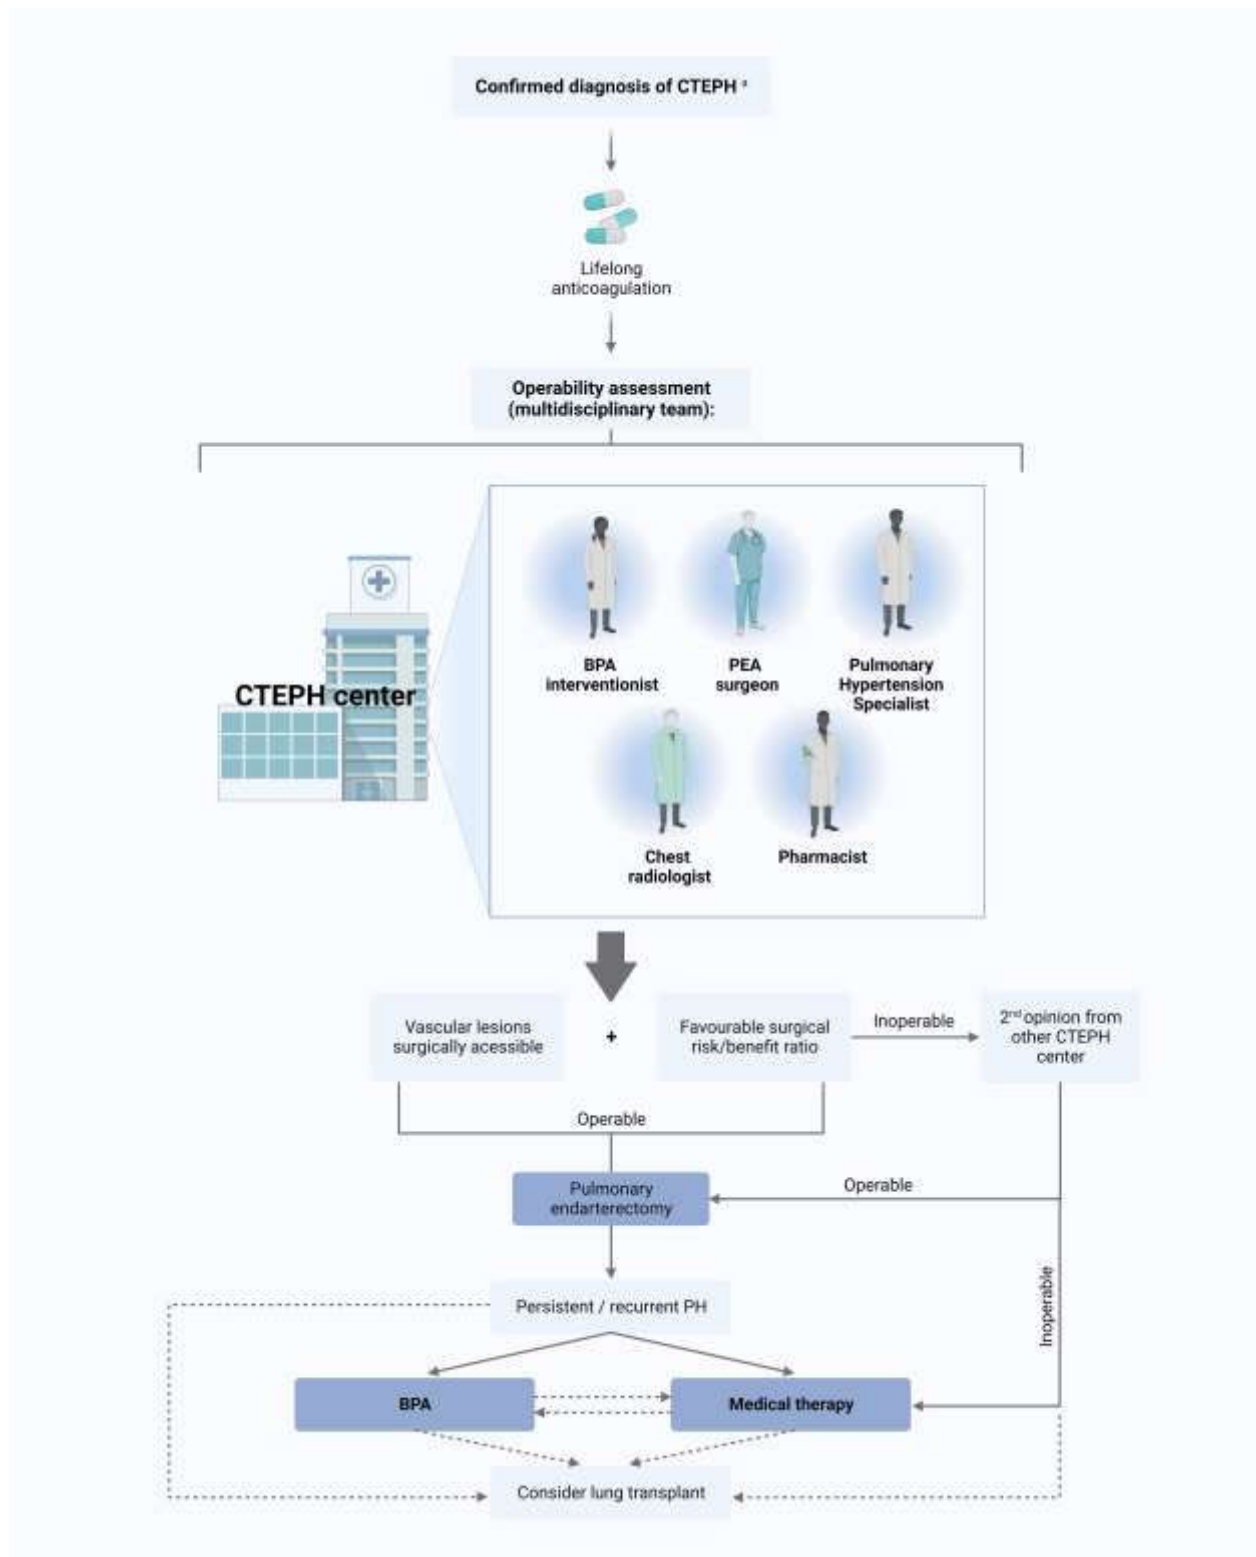 Confirmed diagnosis of CTEPH ª
Lifelong
anticoagulation
Operability assessment
(multidisciplinary team):
CTEPH center
BPA
interventionist
PEA
surgeon
Pulmonary
Hypertension
Specialist
Chest
radiologist
Pharmacist
Vascular lesions
surgically acessible
+
Favourable surgical
risk/benefit ratio
Inoperable
2nd opinion from
other CTEPH
center
Operable
Pulmonary
endarterectomy
Operable
Inoperable
Persistent / recurrent PH
BPA
Medical therapy
Consider lung transplant